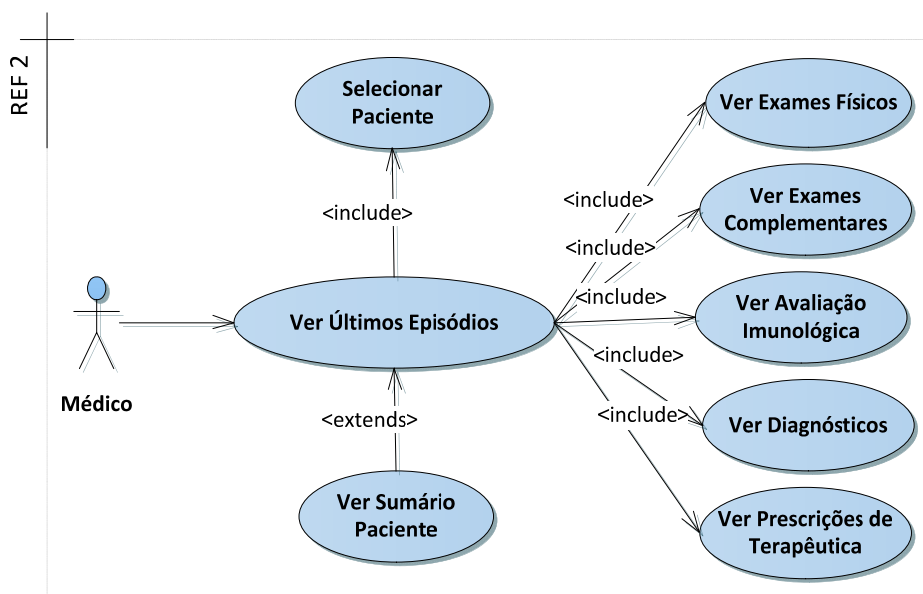 REF 2
Selecionar
Paciente
Ver Exames Físicos
<include>
<include>
Ver Exames
Complementares
<include>
<include>
Ver Avaliação
Imunológica
Ver Últimos Episódios
<include>
Médico
<extends>
<include>
Ver Diagnósticos
Ver Sumário
Paciente
Ver Prescrições de
Terapêutica